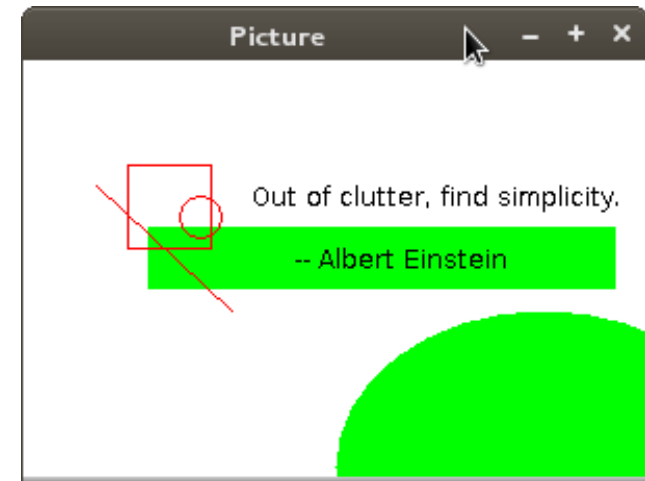 Picture
Out of clutter, find simplicity.
-- Albert Einstein